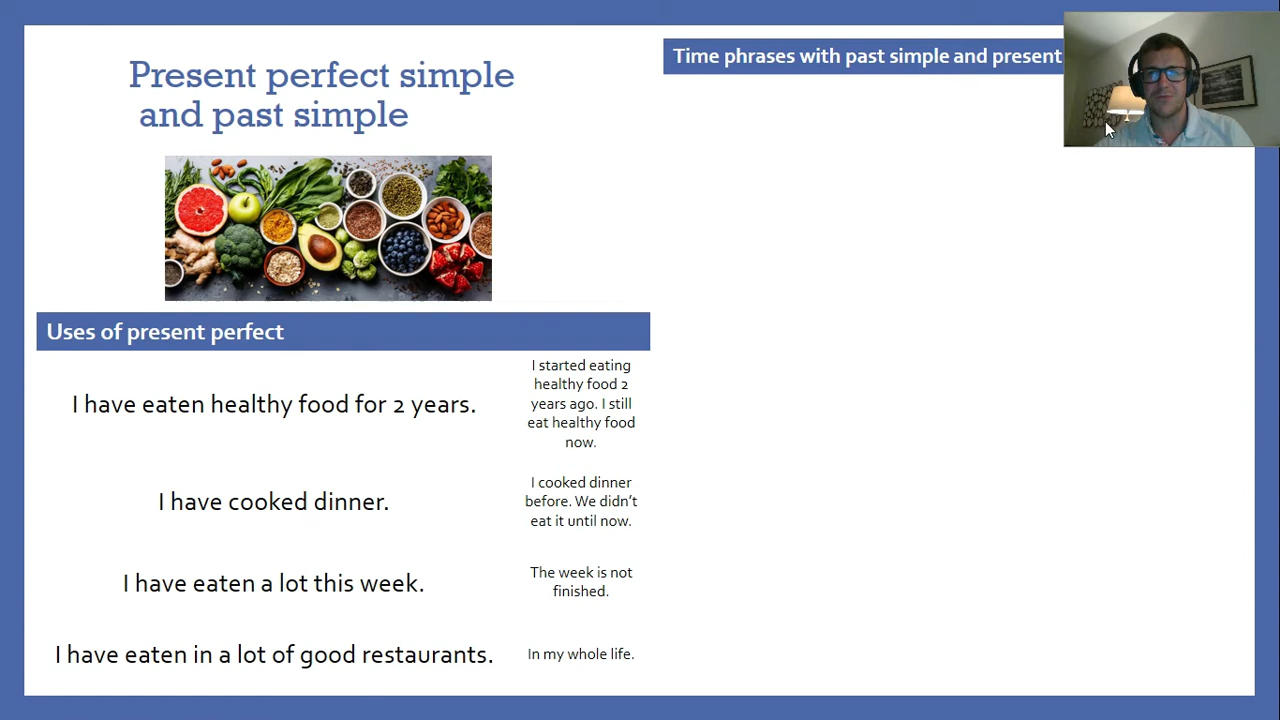 Present perfect simple
and past simple
Time phrases with past simple and present
Uses of present perfect
I have eaten healthy food for 2 years.
I started eating
healthy food 2
years ago. I still
eat healthy food
now.
I have cooked dinner.
I cooked dinner
before. We didn't
eat it until now.
I have eaten a lot this week.
The week is not
finished.
I have eaten in a lot of good restaurants.
In my whole life.